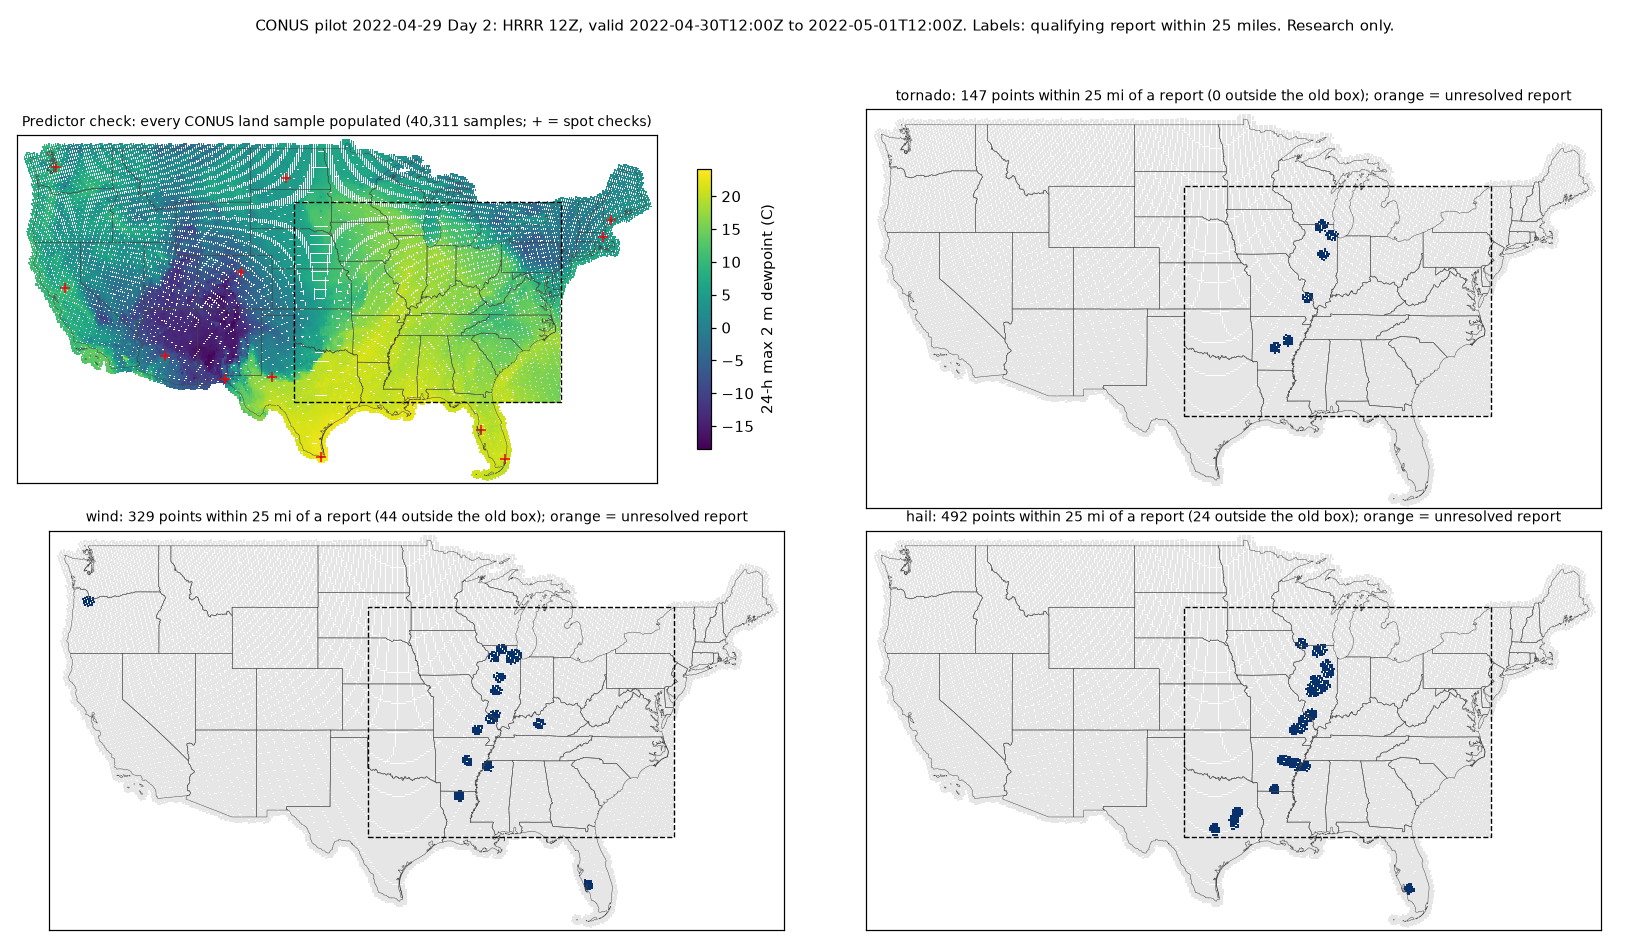 CONUS pilot 2022-04-29 Day 2: HRRR 12Z, valid 2022-04-30T12:00Z to 2022-05-01T12:00Z. Labels: qualifying report within 25 miles. Research only.
Predictor check: every CONUS land sample populated (40,311 samples; + = spot checks)
20
15
10
5
0
−5
−10
−15
24-h max 2 m dewpoint (C)
tornado: 147 points within 25 mi of a report (0 outside the old box); orange = unresolved report
wind: 329 points within 25 mi of a report (44 outside the old box); orange = unresolved report
hail: 492 points within 25 mi of a report (24 outside the old box); orange = unresolved report